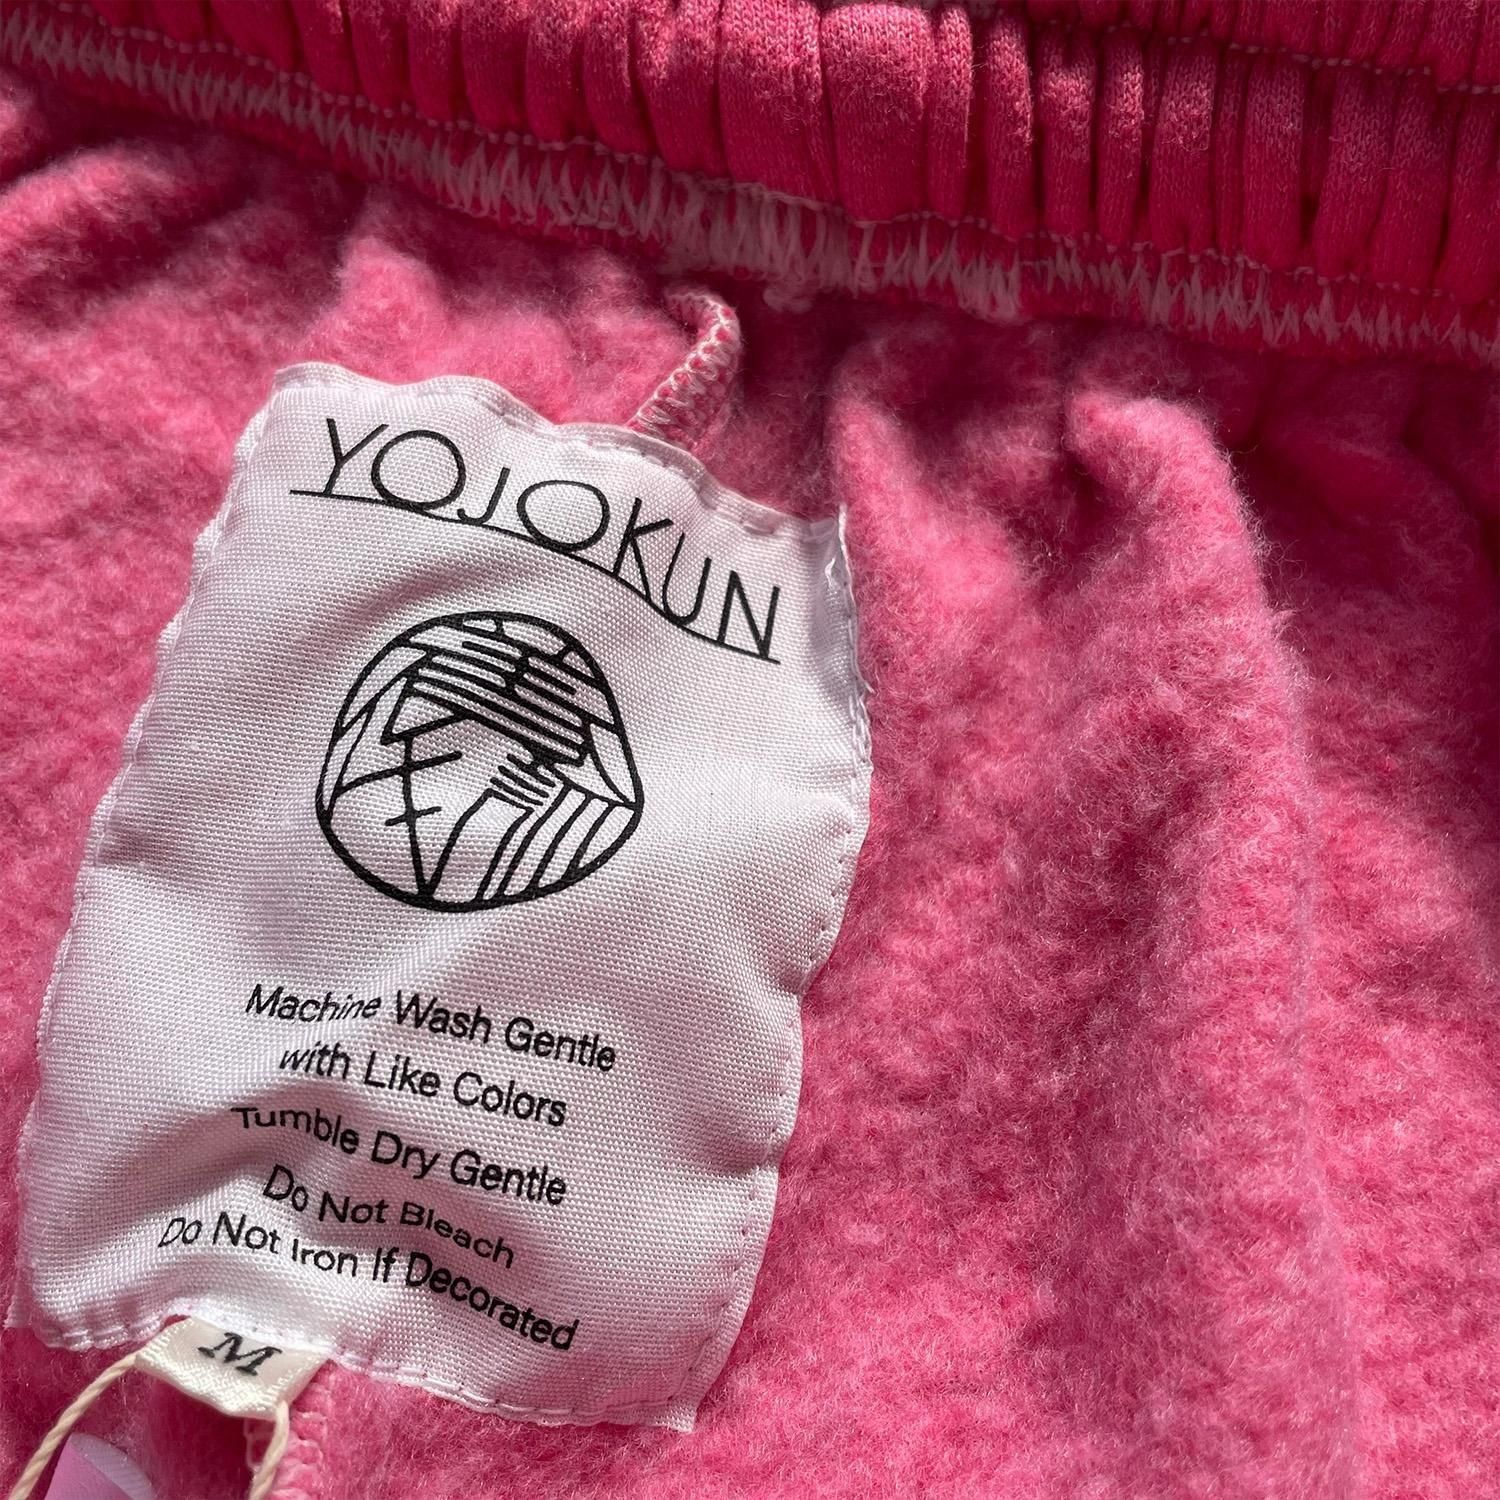 YOJOKUN
Machine Wash Gentle
with Like Colors
Tumble Dry Gentle
Do Not Bleach
Do Not Iron If Decorated
M